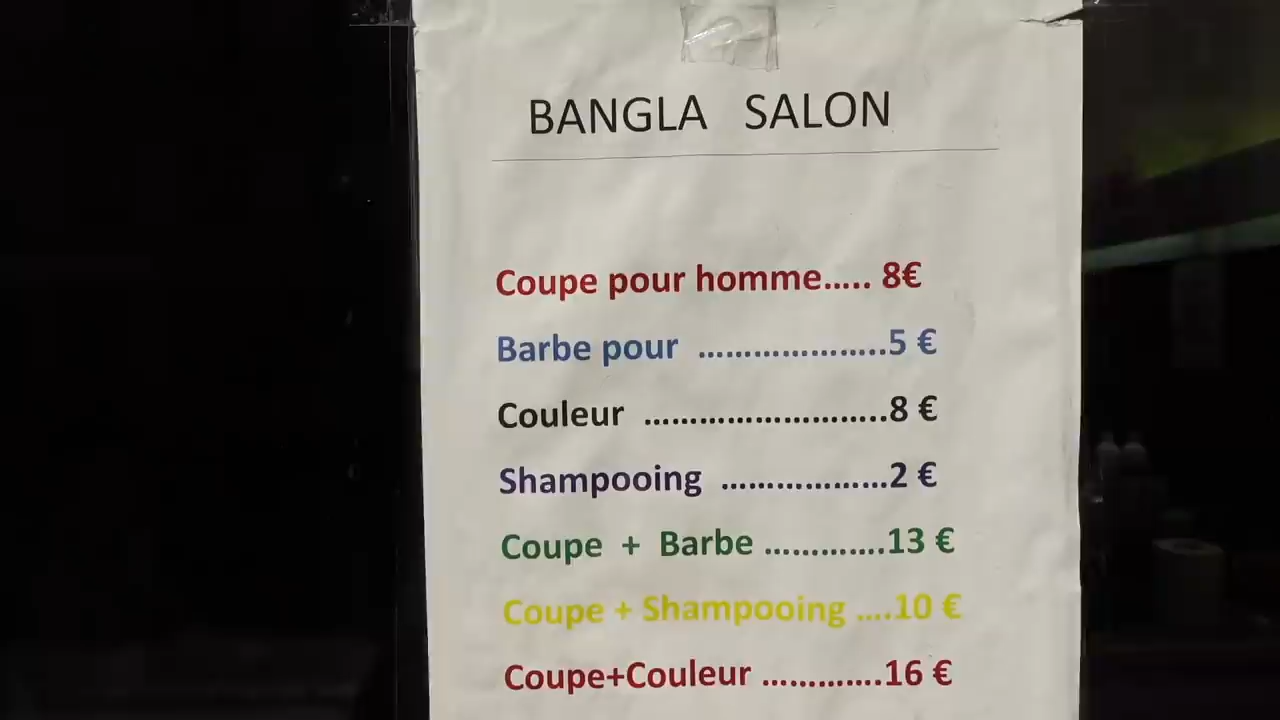 BANGLA SALON
Coupe pour homme..... 8€
Barbe pour .....................5 €
Couleur ..........................8 €
Shampooing ..................2 €
Coupe + Barbe .............13 €
Coupe + Shampooing ....10 €
Coupe+Couleur .............16 €